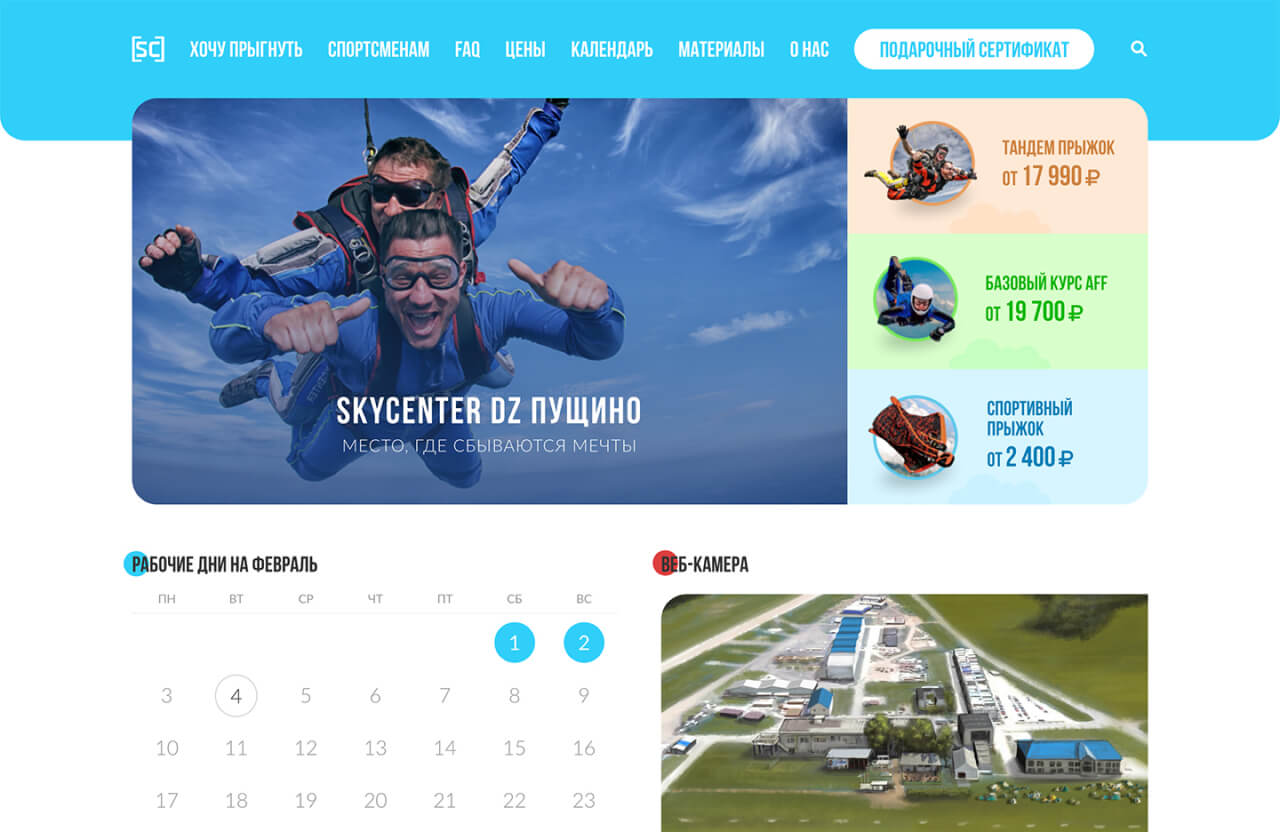 SC
ХОЧУ ПРЫГНУТЬ СПОРТСМЕНАМ FAQ ЦЕНЫ КАЛЕНДАРЬ МАТЕРИАЛЫ О НАС ПОДАРОЧНЫЙ СЕРТИФИКАТ
SKYCENTER DZ ПУЩИНО
МЕСТО, ГДЕ СБЫВАЮТСЯ МЕЧТЫ
ТАНДЕМ ПРЫЖОК
ОТ 17 990 ₽
БАЗОВЫЙ КУРС AFF
ОТ 19 700 ₽
СПОРТИВНЫЙ
ПРЫЖОК
ОТ 2 400 ₽
РАБОЧИЕ ДНИ НА ФЕВРАЛЬ
ПН ВТ СР ЧТ ПТ СБ ВС
1 2
3 4 5 6 7 8 9
10 11 12 13 14 15 16
17 18 19 20 21 22 23
ВЕБ-КАМЕРА